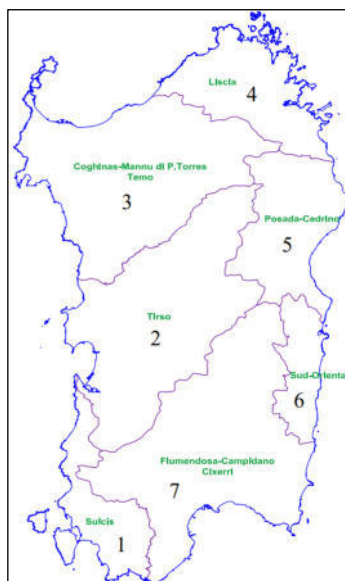 Liscia
4
Coghinas-Mannu di P.Torres
Temo
3
Posada-Cedrino
5
Tirso
2
Sud-Orienta
6
Flumendosa-Campidano
Cixerri
7
Sulcis
1